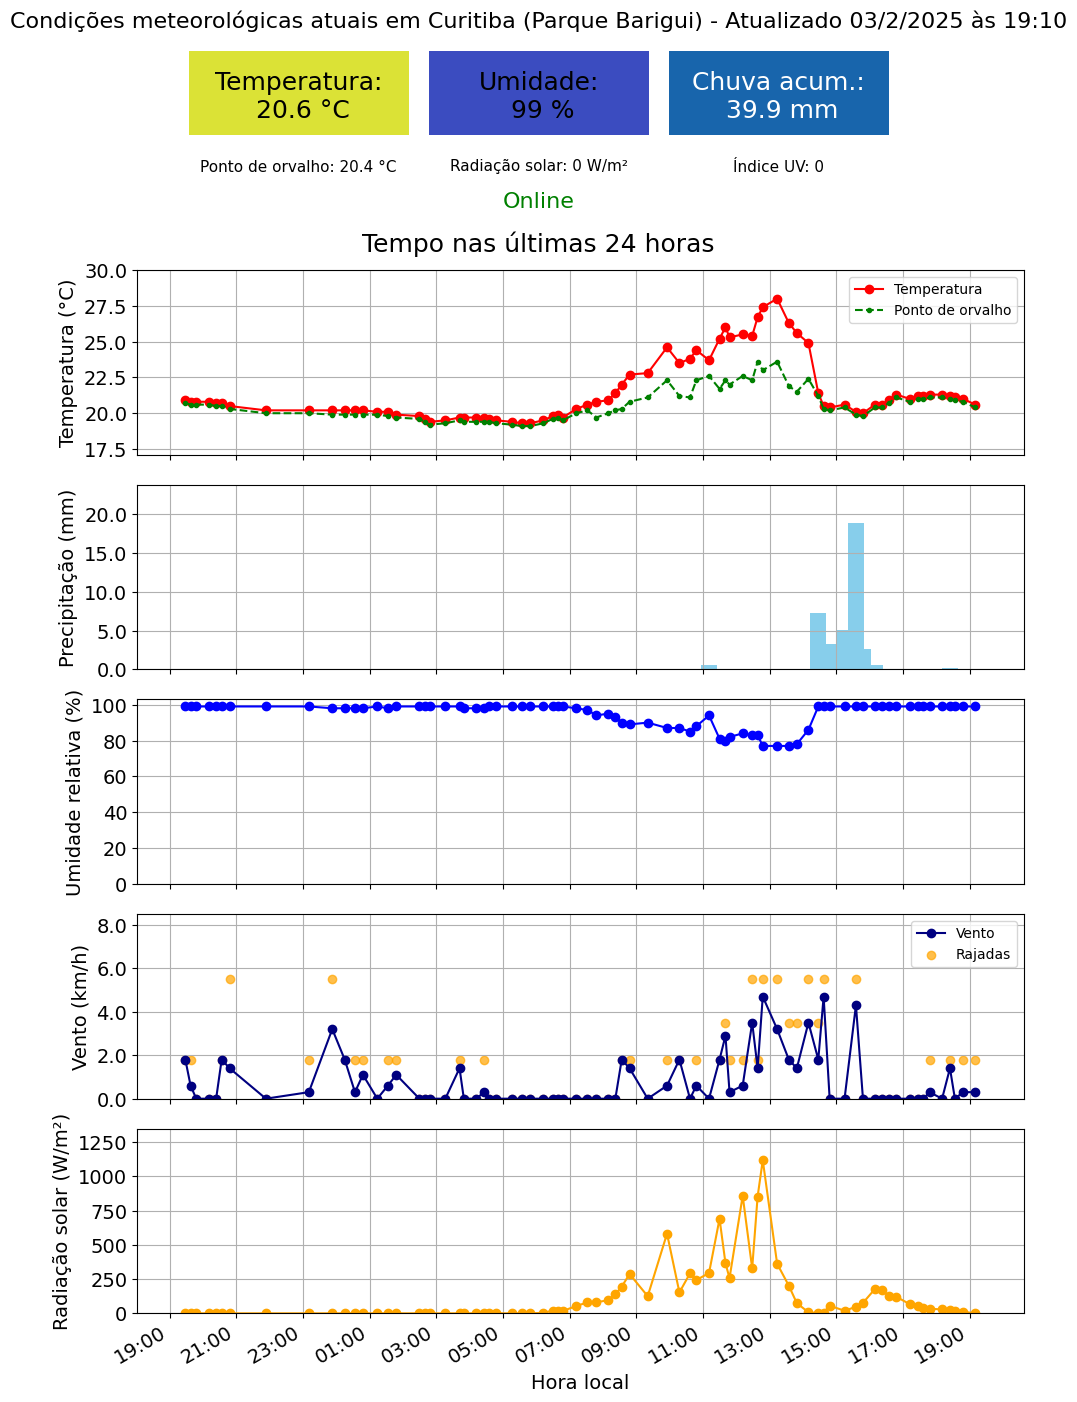 Condições meteorológicas atuais em Curitiba (Parque Barigui) - Atualizado 03/2/2025 às 19:10
Temperatura:
20.6 °C
Umidade:
99 %
Chuva acum.:
39.9 mm
Ponto de orvalho: 20.4 °C
Radiação solar: 0 W/m²
Índice UV: 0
Online
Tempo nas últimas 24 horas
Temperatura (°C)
30.0
27.5
25.0
22.5
20.0
17.5
Temperatura
Ponto de orvalho
Precipitação (mm)
20.0
15.0
10.0
5.0
0.0
Umidade relativa (%)
100
80
60
40
20
0
Vento (km/h)
8.0
6.0
4.0
2.0
0.0
Vento
Rajadas
Radiação solar (W/m²)
1250
1000
750
500
250
0
19:00
21:00
23:00
01:00
03:00
05:00
07:00
09:00
11:00
13:00
15:00
17:00
19:00
Hora local